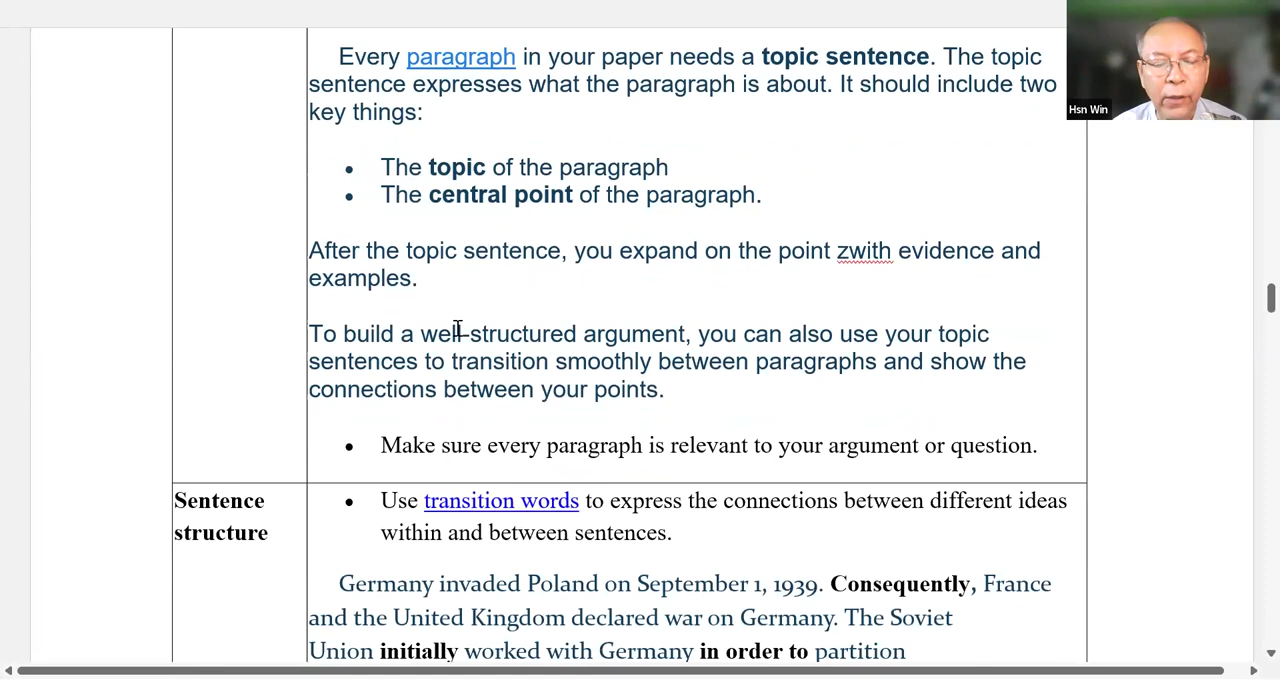 Every paragraph in your paper needs a topic sentence. The topic
sentence expresses what the paragraph is about. It should include two
key things:
Hsn Win
• The topic of the paragraph
• The central point of the paragraph.
After the topic sentence, you expand on the point zwith evidence and
examples.
To build a well-structured argument, you can also use your topic
sentences to transition smoothly between paragraphs and show the
connections between your points.
• Make sure every paragraph is relevant to your argument or question.
Sentence
structure
• Use transition words to express the connections between different ideas
within and between sentences.
Germany invaded Poland on September 1, 1939. Consequently, France
and the United Kingdom declared war on Germany. The Soviet
Union initially worked with Germany in order to partition